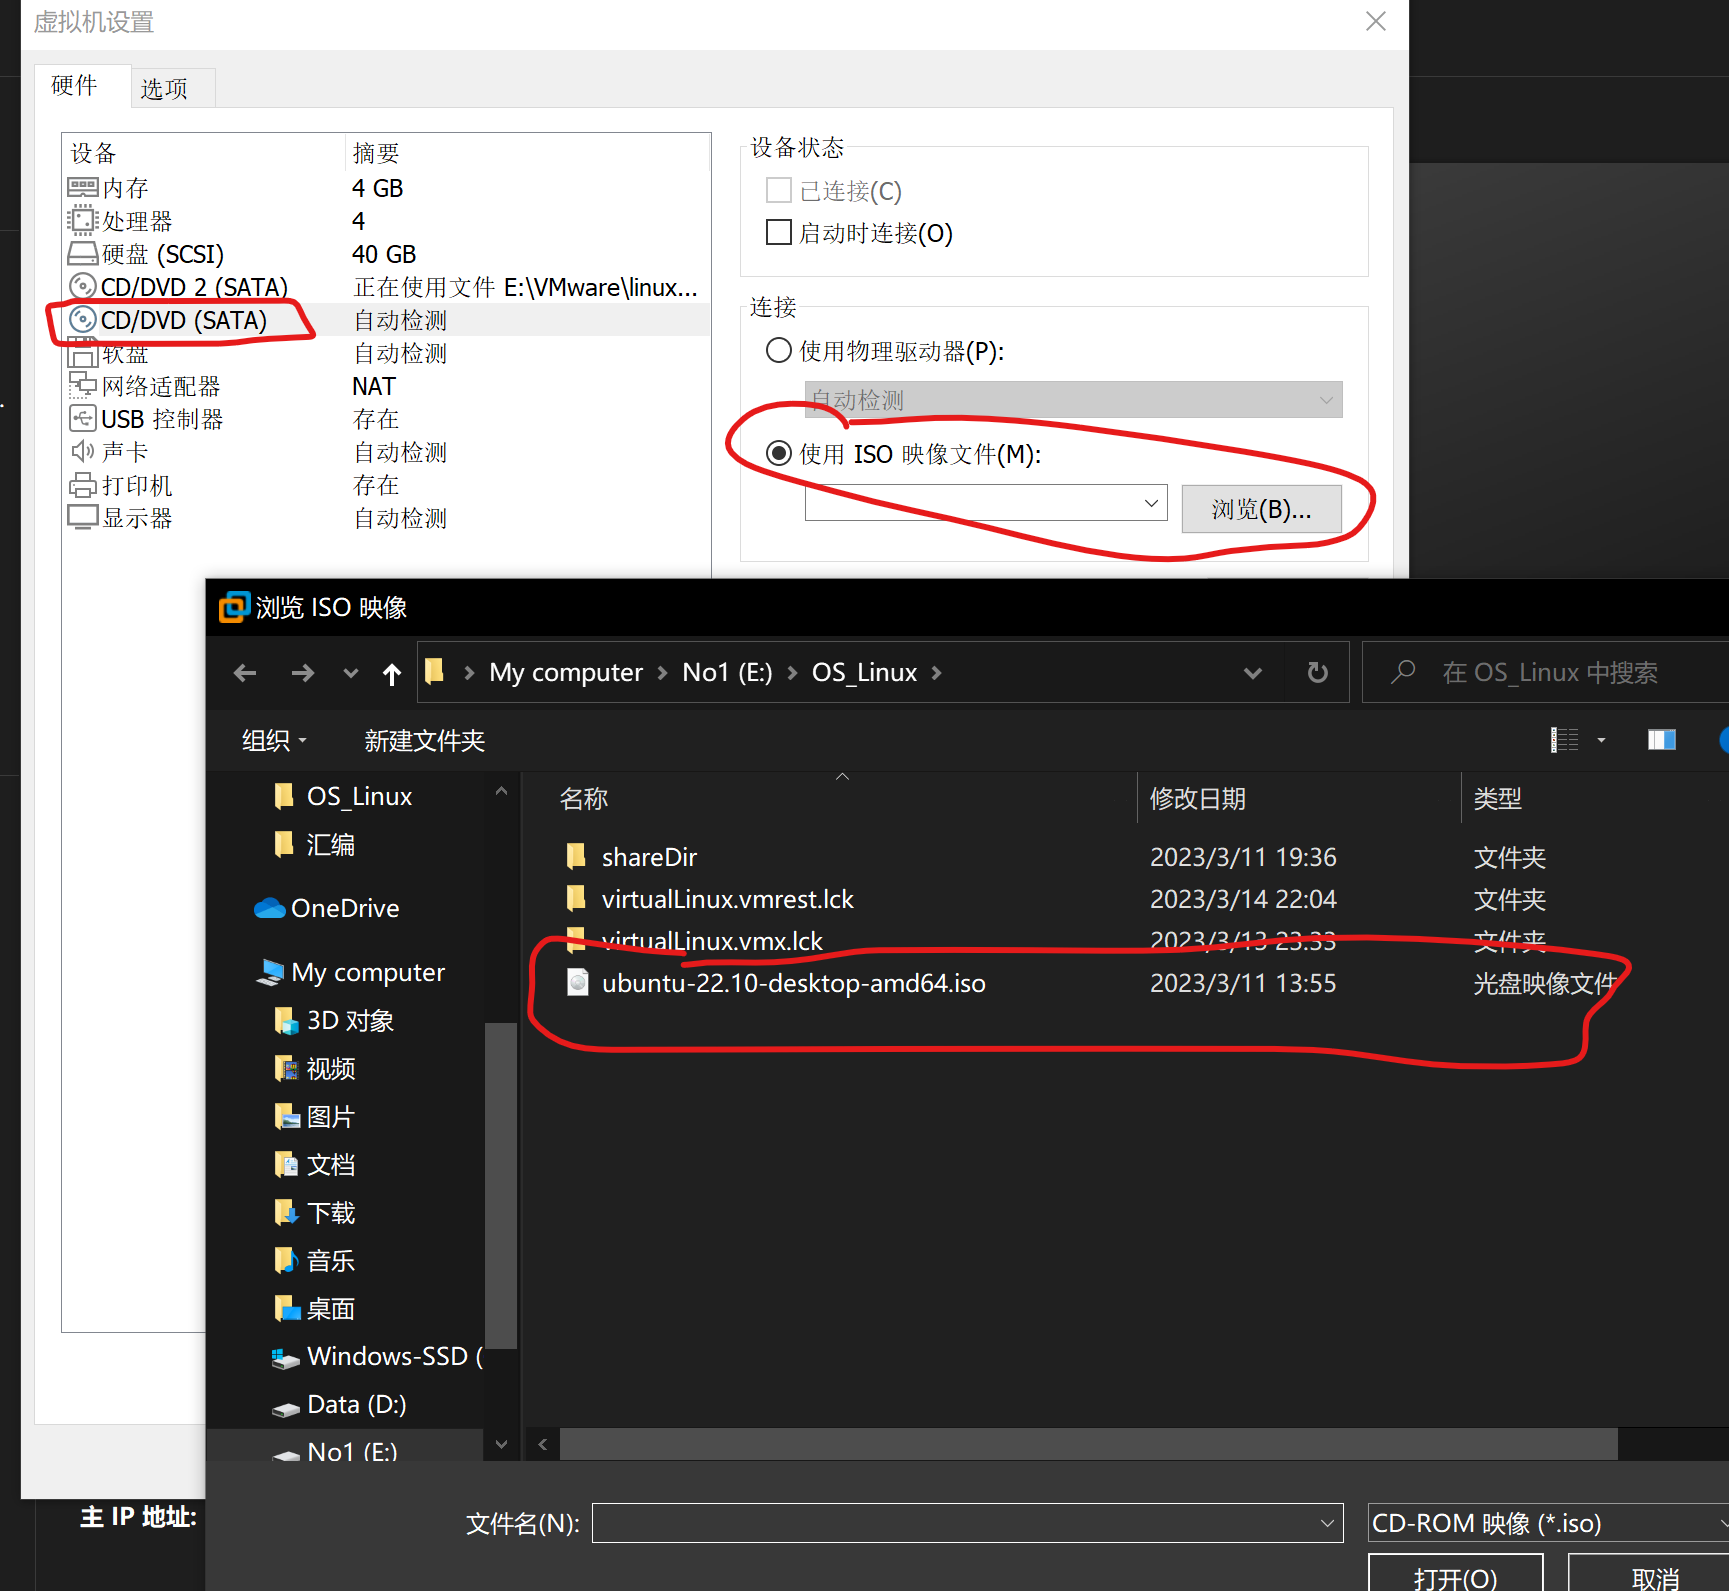 虚拟机设置
硬件
选项
设备 摘要
内存 4 GB
处理器 4
硬盘 (SCSI) 40 GB
CD/DVD 2 (SATA) 正在使用文件 E:\VMware\linux...
CD/DVD (SATA) 自动检测
软盘 自动检测
网络适配器 NAT
USB 控制器 存在
声卡 自动检测
打印机 存在
显示器 自动检测
设备状态
已连接(C)
启动时连接(O)
连接
使用物理驱动器(P):
自动检测
使用 ISO 映像文件(M):
浏览(B)...
浏览 ISO 映像
My computer No1 (E:) OS_Linux
在 OS_Linux 中搜索
组织 新建文件夹
OS_Linux
汇编
OneDrive
My computer
3D 对象
视频
图片
文档
下载
音乐
桌面
Windows-SSD (
Data (D:)
No1 (E:)
名称 修改日期 类型
shareDir 2023/3/11 19:36 文件夹
virtualLinux.vmrest.lck 2023/3/14 22:04 文件夹
virtualLinux.vmx.lck 2023/3/13 23:33 文件夹
ubuntu-22.10-desktop-amd64.iso 2023/3/11 13:55 光盘映像文件
主 IP 地址:
文件名(N):
CD-ROM 映像 (*.iso)
打开(O) 取消